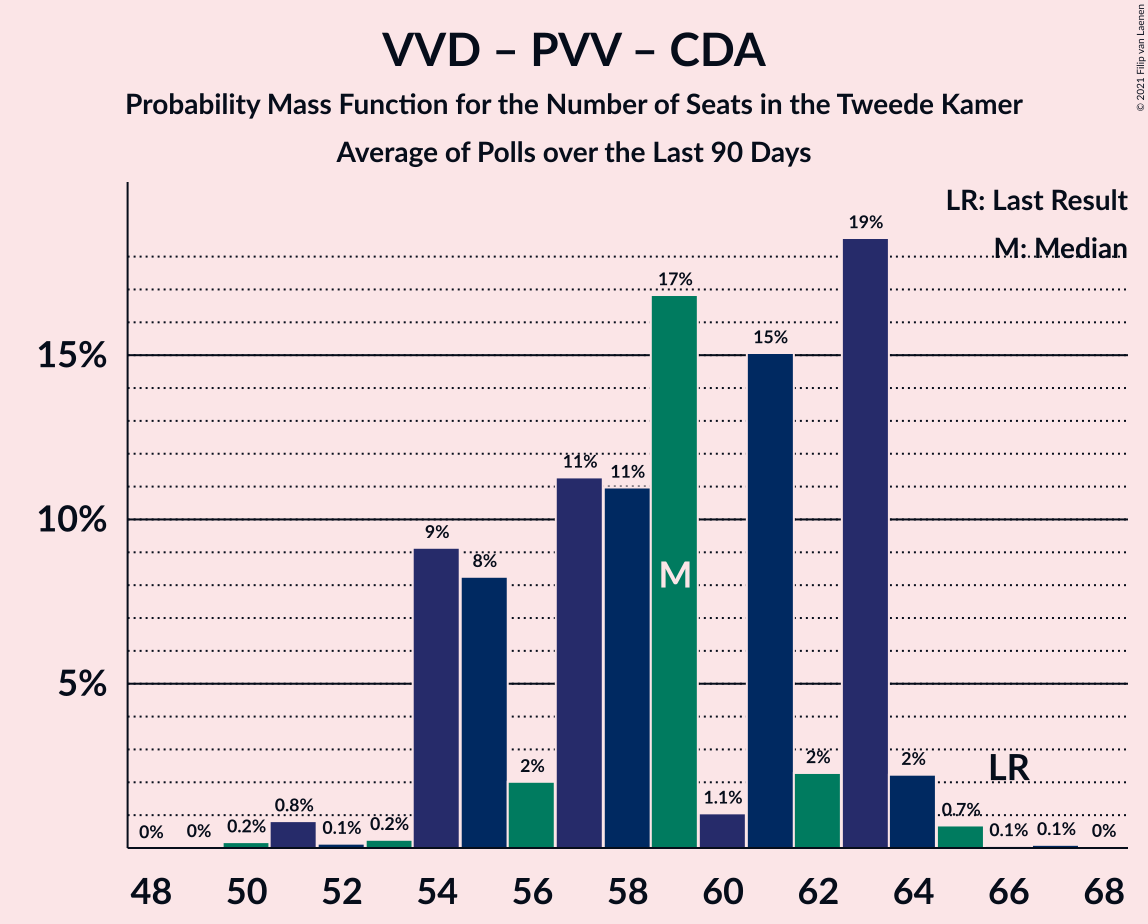 VVD – PVV – CDA
Probability Mass Function for the Number of Seats in the Tweede Kamer
Average of Polls over the Last 90 Days
© 2021 Filip van Laenen
LR: Last Result
M: Median
15%
10%
5%
0%
0%
0.2%
0.8%
0.1%
0.2%
9%
8%
2%
11%
11%
17%
1.1%
15%
2%
19%
2%
0.7%
0.1%
0.1%
0%
M
LR
48 50 52 54 56 58 60 62 64 66 68